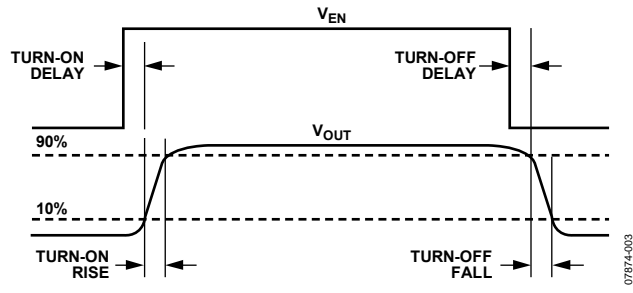 V_EN
TURN-ON
DELAY
TURN-OFF
DELAY
V_OUT
90%
10%
TURN-ON
RISE
TURN-OFF
FALL
07874-003